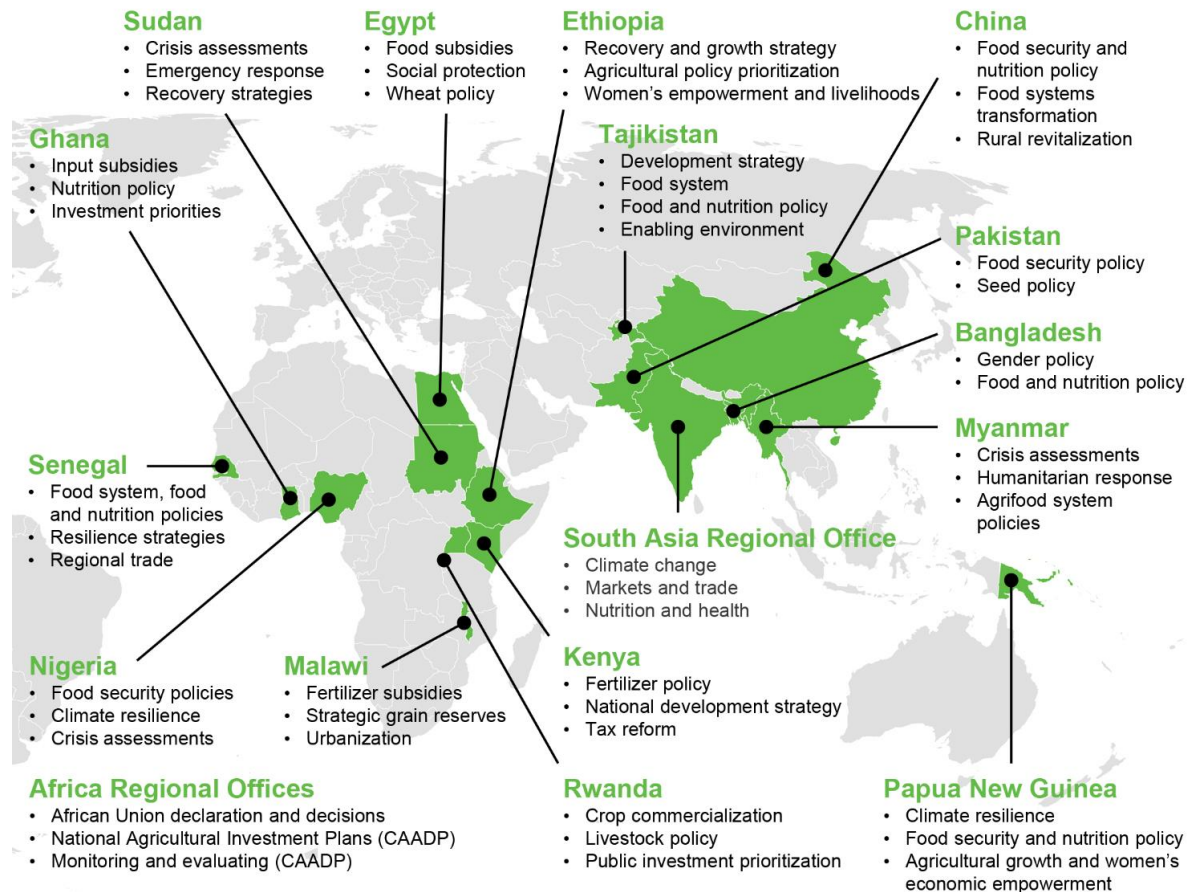 Sudan
• Crisis assessments
• Emergency response
• Recovery strategies
Egypt
• Food subsidies
• Social protection
• Wheat policy
Ethiopia
• Recovery and growth strategy
• Agricultural policy prioritization
• Women's empowerment and livelihoods
China
• Food security and
nutrition policy
• Food systems
transformation
• Rural revitalization
Ghana
• Input subsidies
• Nutrition policy
• Investment priorities
Tajikistan
• Development strategy
• Food system
• Food and nutrition policy
• Enabling environment
Pakistan
• Food security policy
• Seed policy
Bangladesh
• Gender policy
• Food and nutrition policy
Myanmar
• Crisis assessments
• Humanitarian response
• Agrifood system
policies
Senegal
• Food system, food
and nutrition policies
• Resilience strategies
• Regional trade
South Asia Regional Office
• Climate change
• Markets and trade
• Nutrition and health
Nigeria
• Food security policies
• Climate resilience
• Crisis assessments
Malawi
• Fertilizer subsidies
• Strategic grain reserves
• Urbanization
Kenya
• Fertilizer policy
• National development strategy
• Tax reform
Africa Regional Offices
• African Union declaration and decisions
• National Agricultural Investment Plans (CAADP)
• Monitoring and evaluating (CAADP)
Rwanda
• Crop commercialization
• Livestock policy
• Public investment prioritization
Papua New Guinea
• Climate resilience
• Food security and nutrition policy
• Agricultural growth and women's
economic empowerment